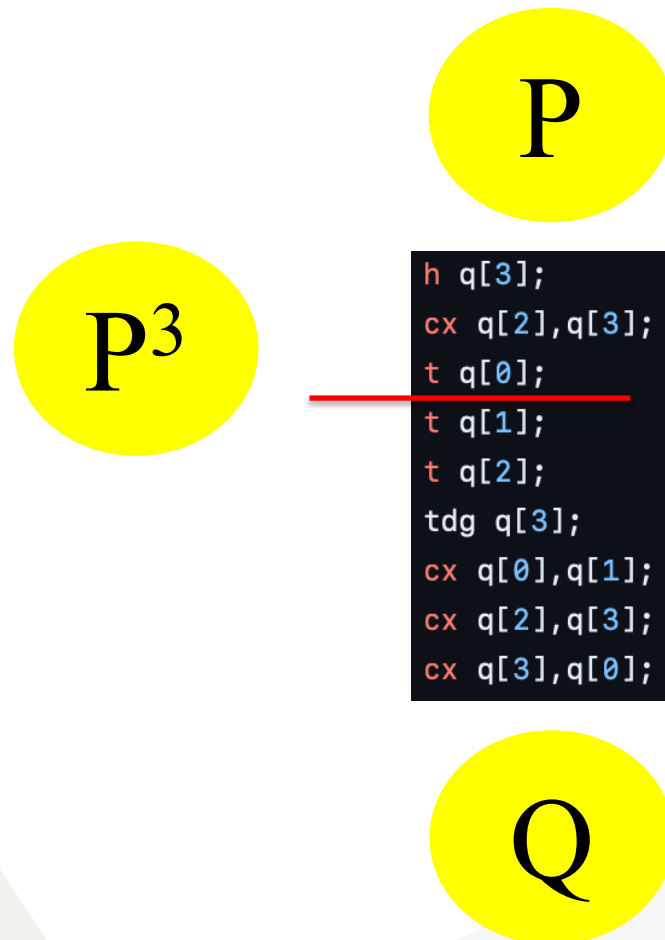 P
h q[3];
cx q[2],q[3];
P³
t q[0];
t q[1];
t q[2];
tdg q[3];
cx q[0],q[1];
cx q[2],q[3];
cx q[3],q[0];
Q